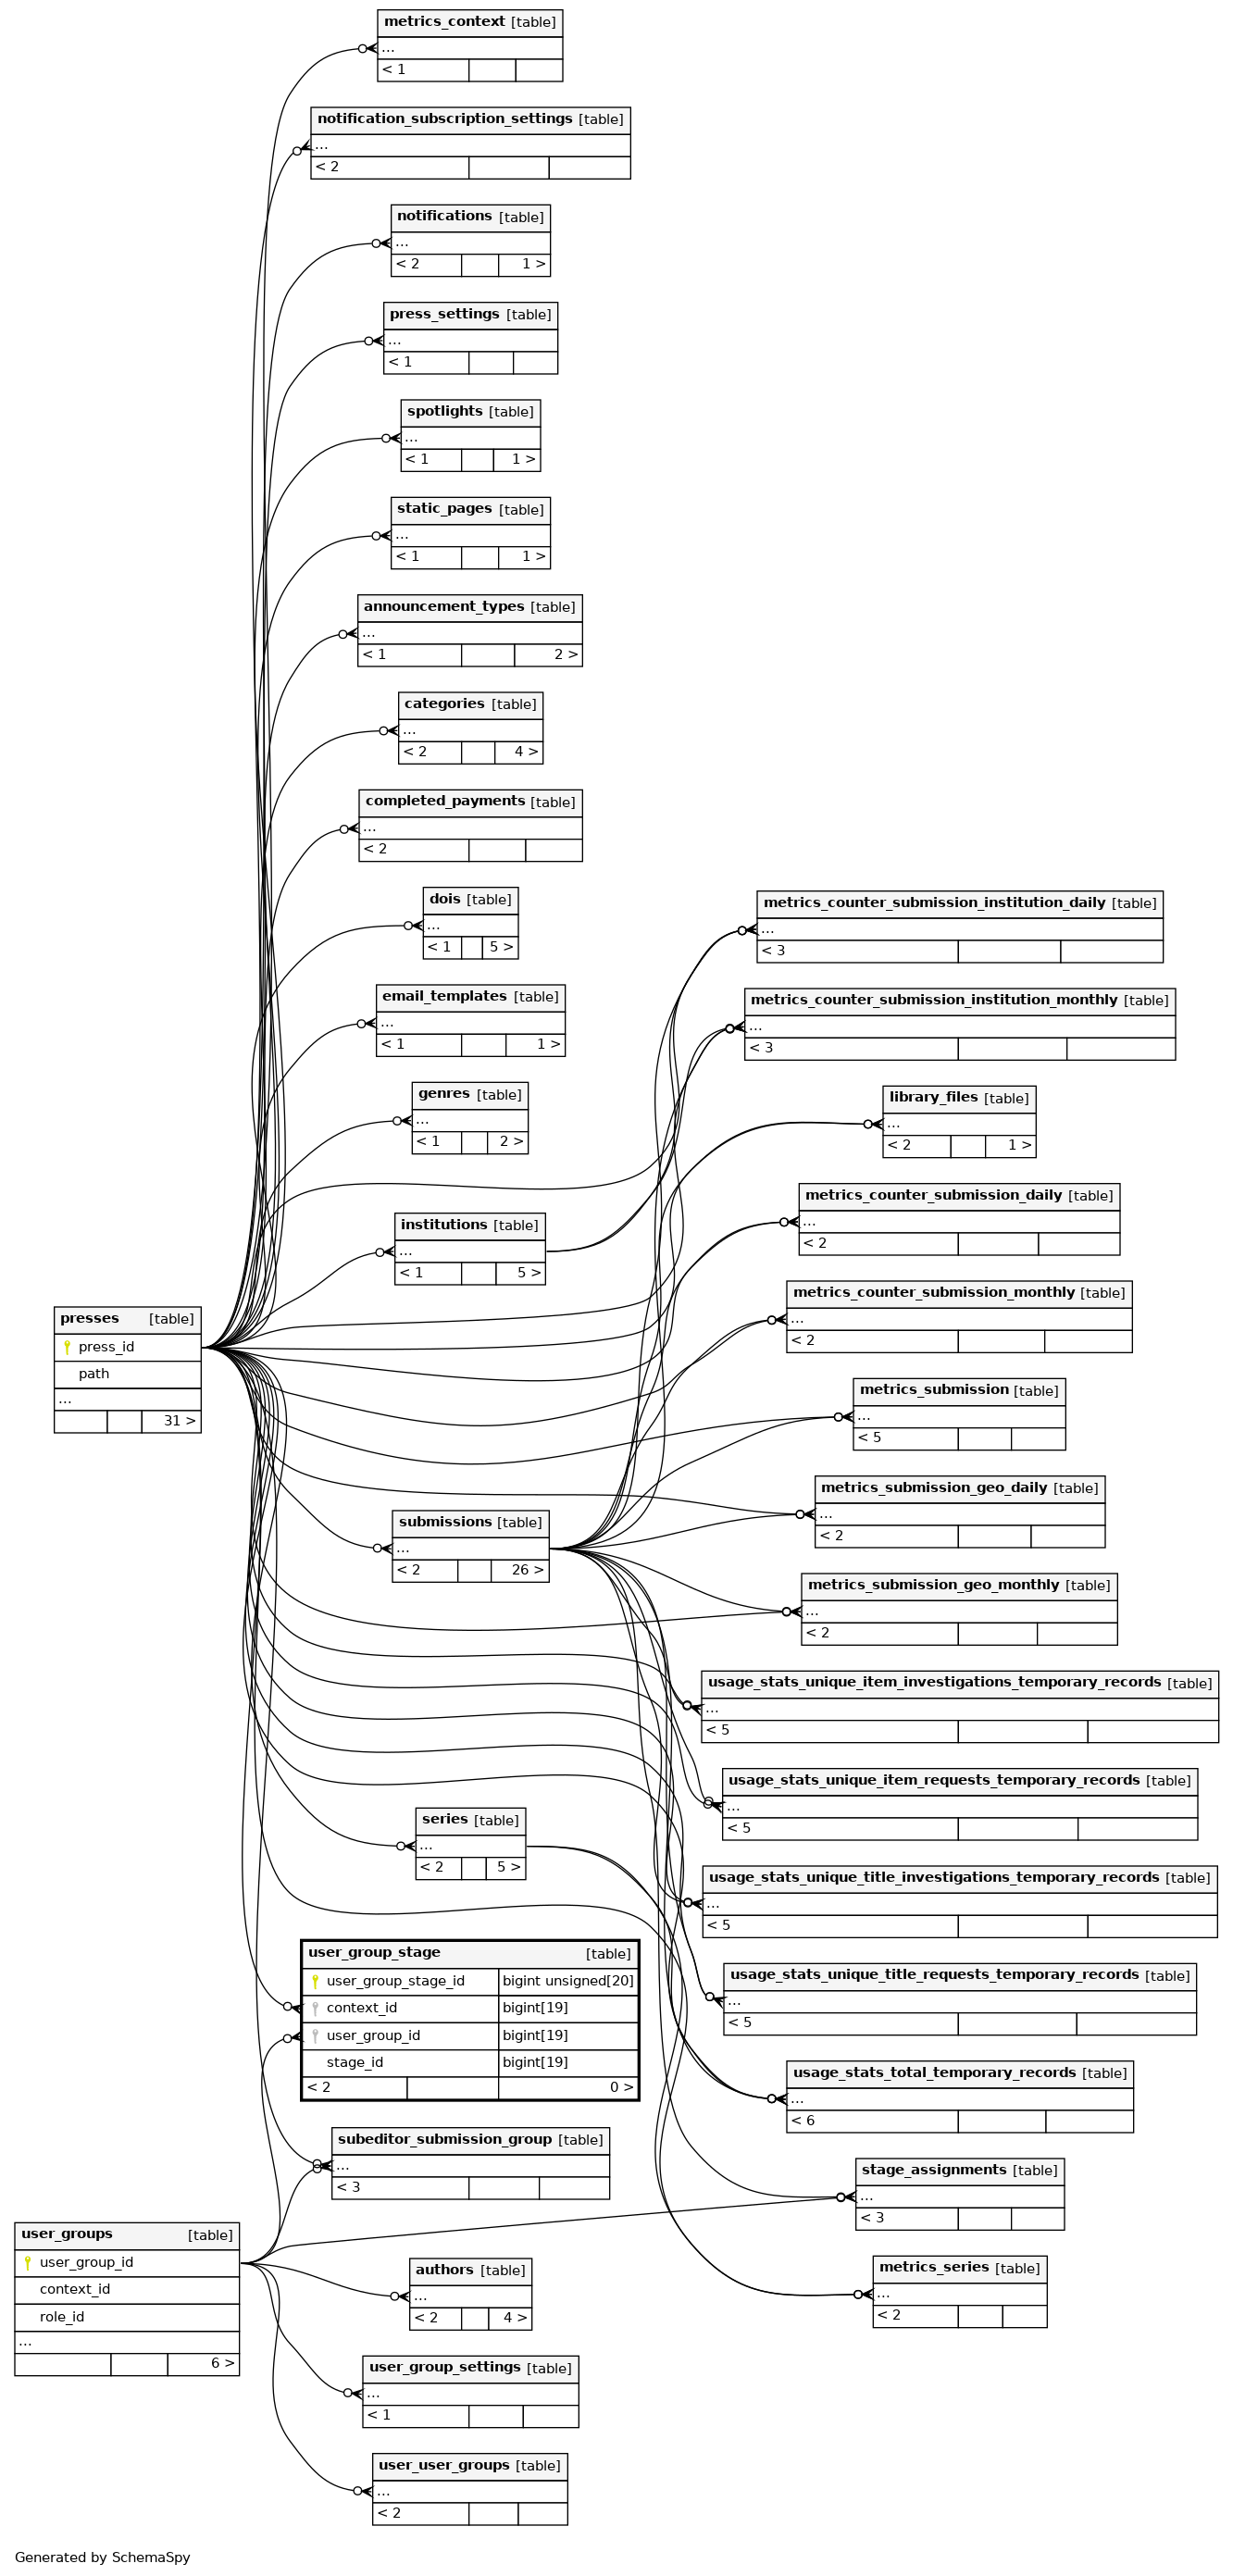 metrics_context [table]
...
< 1
notification_subscription_settings [table]
...
< 2
notifications [table]
...
< 2 1 >
press_settings [table]
...
< 1
spotlights [table]
...
< 1 1 >
static_pages [table]
...
< 1 1 >
announcement_types [table]
...
< 1 2 >
categories [table]
...
< 2 4 >
completed_payments [table]
...
< 2
dois [table]
...
< 1 5 >
email_templates [table]
...
< 1 1 >
genres [table]
...
< 1 2 >
institutions [table]
...
< 1 5 >
presses [table]
press_id
path
...
31 >
submissions [table]
...
< 2 26 >
series [table]
...
< 2 5 >
user_group_stage [table]
user_group_stage_id bigint unsigned[20]
context_id bigint[19]
user_group_id bigint[19]
stage_id bigint[19]
< 2 0 >
subeditor_submission_group [table]
...
< 3
user_groups [table]
user_group_id
context_id
role_id
...
6 >
authors [table]
...
< 2 4 >
user_group_settings [table]
...
< 1
user_user_groups [table]
...
< 2
metrics_counter_submission_institution_daily [table]
...
< 3
metrics_counter_submission_institution_monthly [table]
...
< 3
library_files [table]
...
< 2 1 >
metrics_counter_submission_daily [table]
...
< 2
metrics_counter_submission_monthly [table]
...
< 2
metrics_submission [table]
...
< 5
metrics_submission_geo_daily [table]
...
< 2
metrics_submission_geo_monthly [table]
...
< 2
usage_stats_unique_item_investigations_temporary_records [table]
...
< 5
usage_stats_unique_item_requests_temporary_records [table]
...
< 5
usage_stats_unique_title_investigations_temporary_records [table]
...
< 5
usage_stats_unique_title_requests_temporary_records [table]
...
< 5
usage_stats_total_temporary_records [table]
...
< 6
stage_assignments [table]
...
< 3
metrics_series [table]
...
< 2
Generated by SchemaSpy